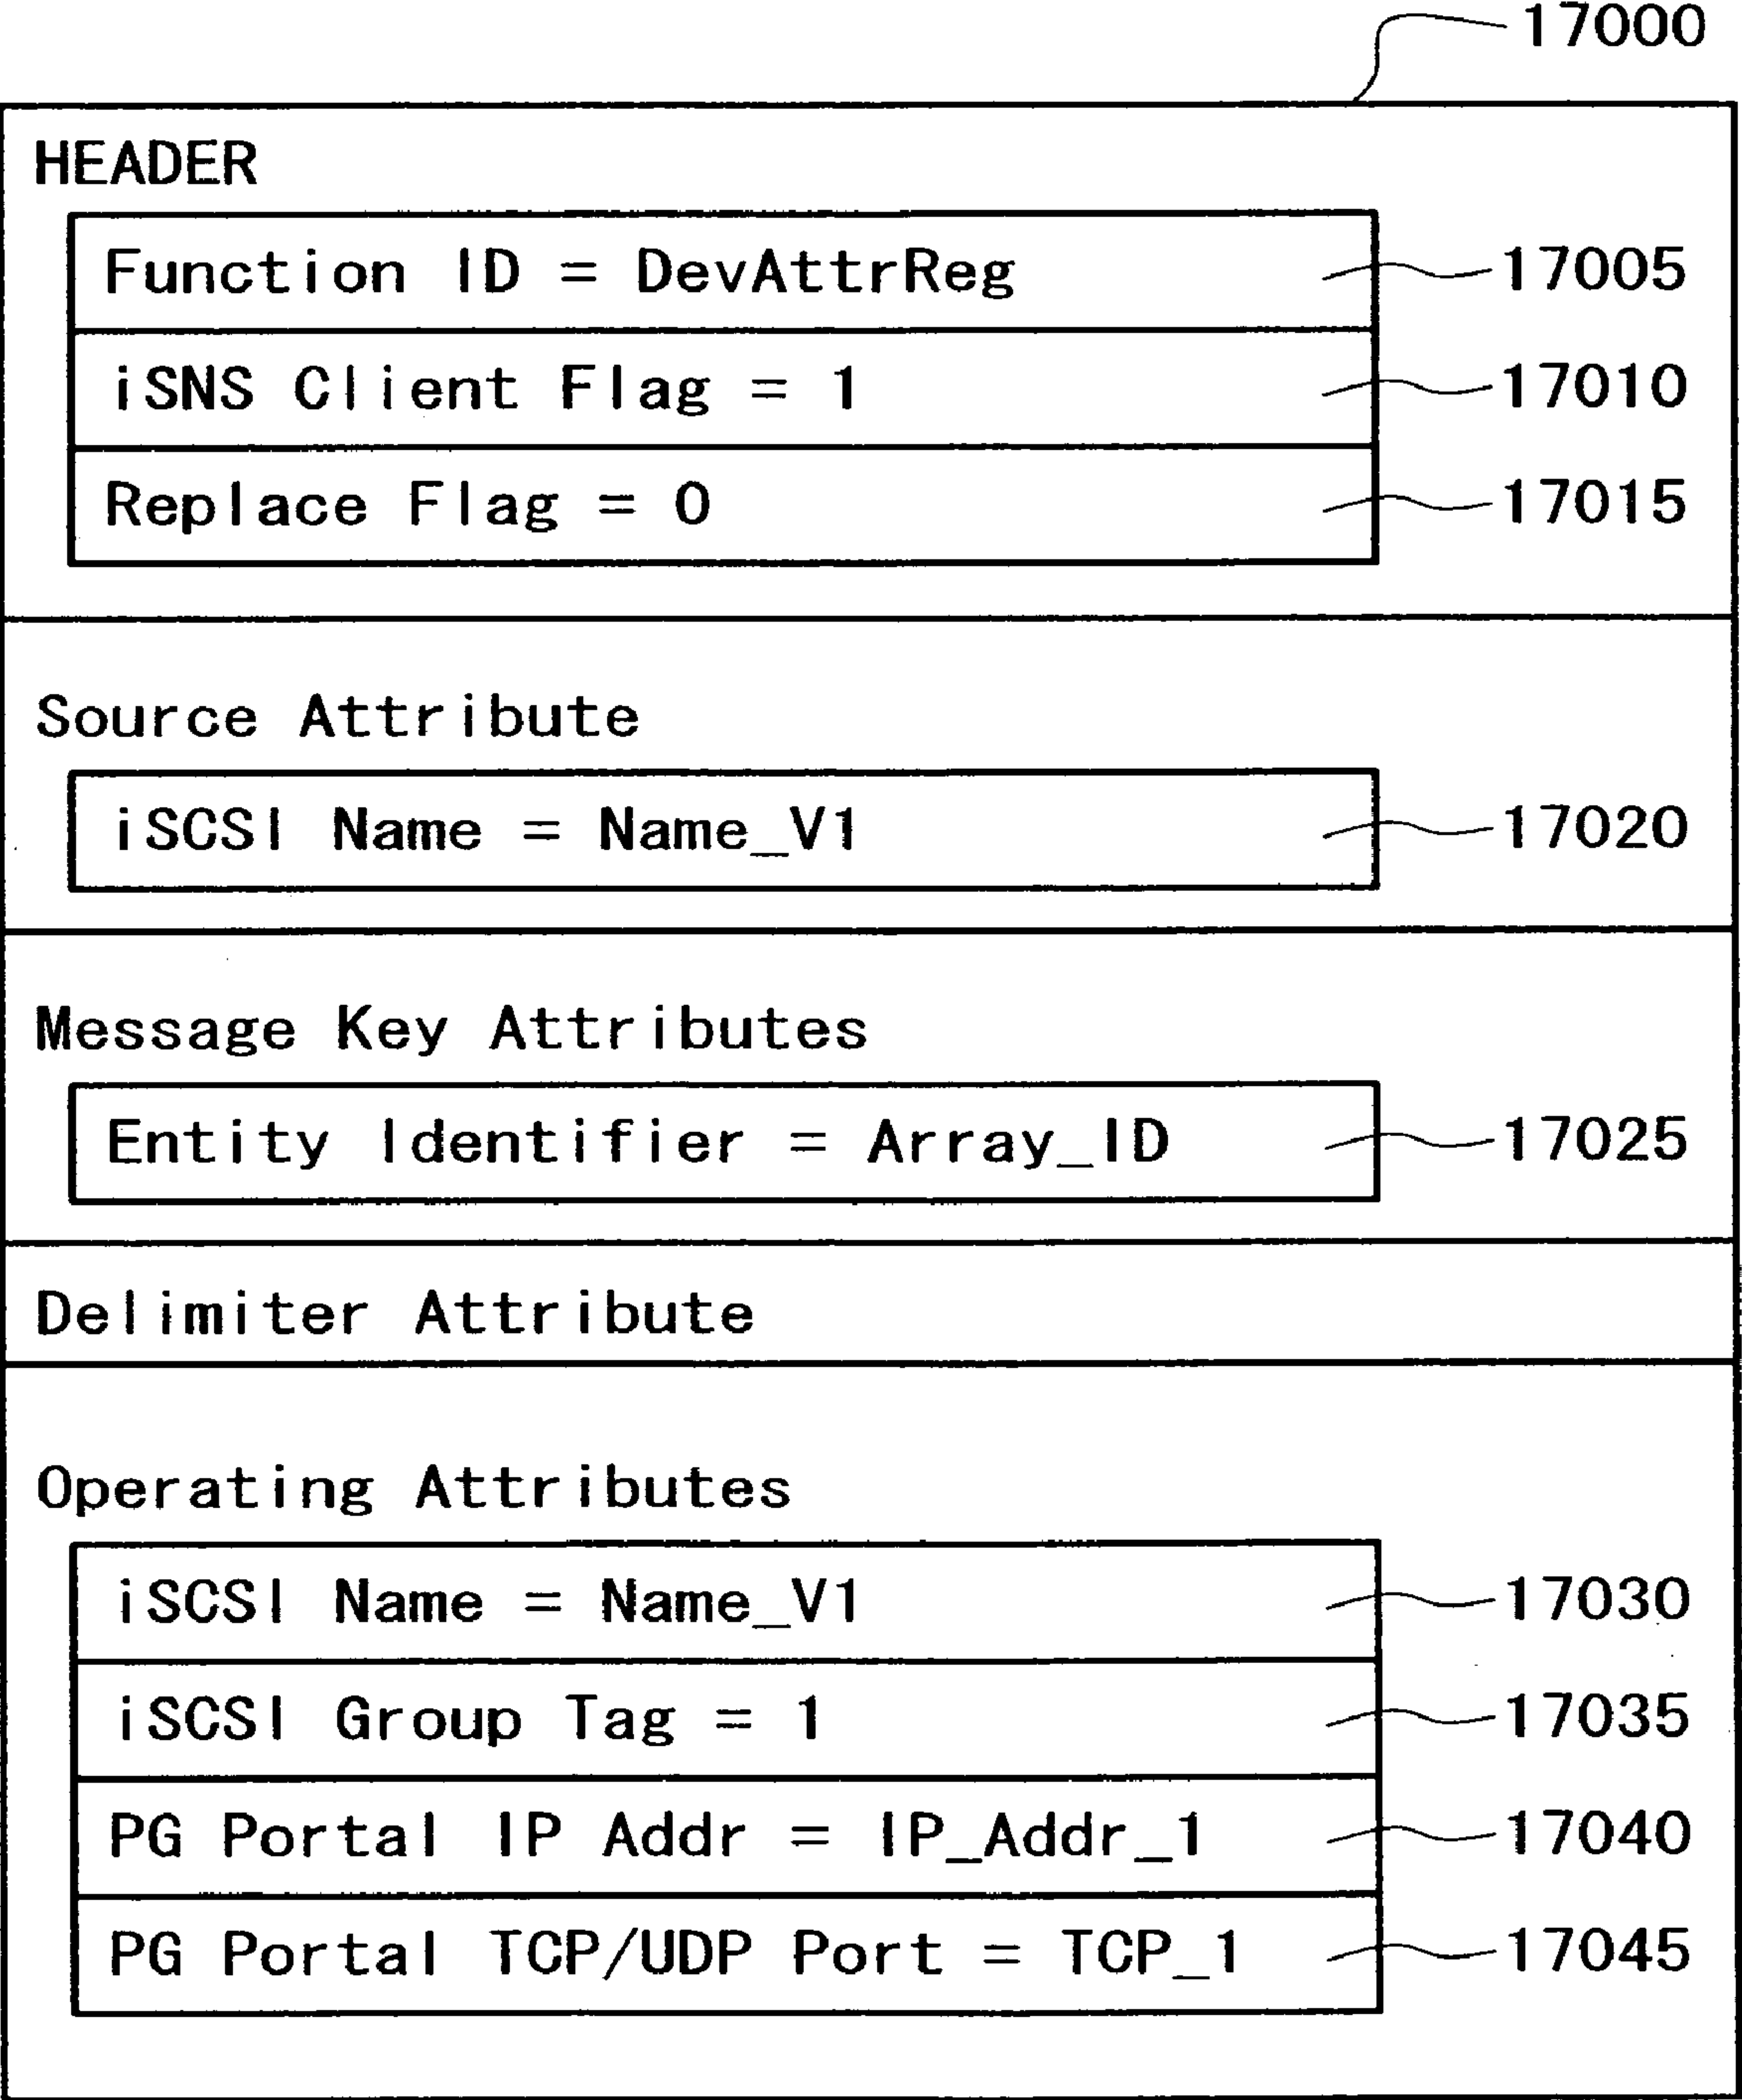 17000
HEADER
Function ID = DevAttrReg 17005
iSNS Client Flag = 1 17010
Replace Flag = 0 17015
Source Attribute
iSCSI Name = Name_V1 17020
Message Key Attributes
Entity Identifier = Array_ID 17025
Delimiter Attribute
Operating Attributes
iSCSI Name = Name_V1 17030
iSCSI Group Tag = 1 17035
PG Portal IP Addr = IP_Addr_1 17040
PG Portal TCP/UDP Port = TCP_1 17045